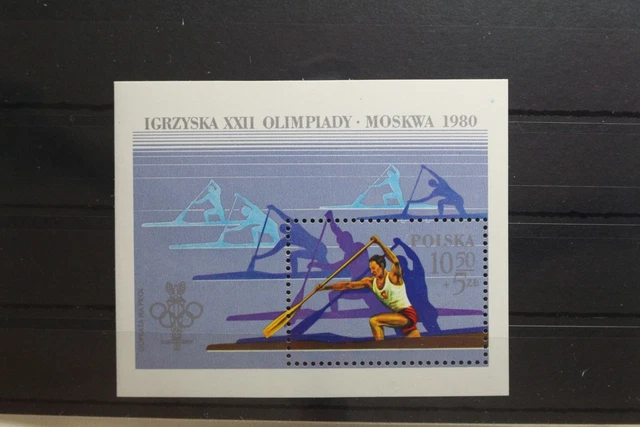 IGRZYSKA XXII OLIMPIADY · MOSKWA 1980
POLSKA
10 50
+ 5 ZŁ